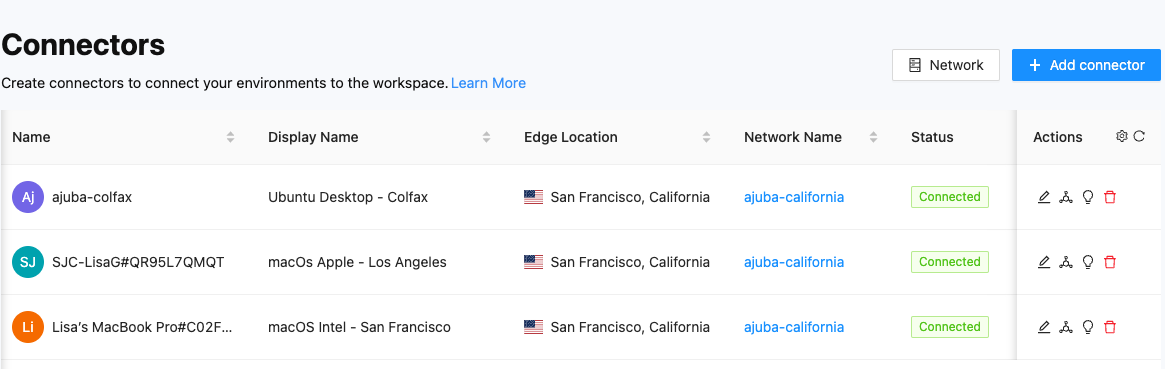 Connectors
Create connectors to connect your environments to the workspace. Learn More
Network
+ Add connector
Name Display Name Edge Location Network Name Status Actions
Aj ajuba-colfax Ubuntu Desktop - Colfax San Francisco, California ajuba-california Connected
SJ SJC-LisaG#QR95L7QMQT macOs Apple - Los Angeles San Francisco, California ajuba-california Connected
Li Lisa's MacBook Pro#C02F... macOS Intel - San Francisco San Francisco, California ajuba-california Connected